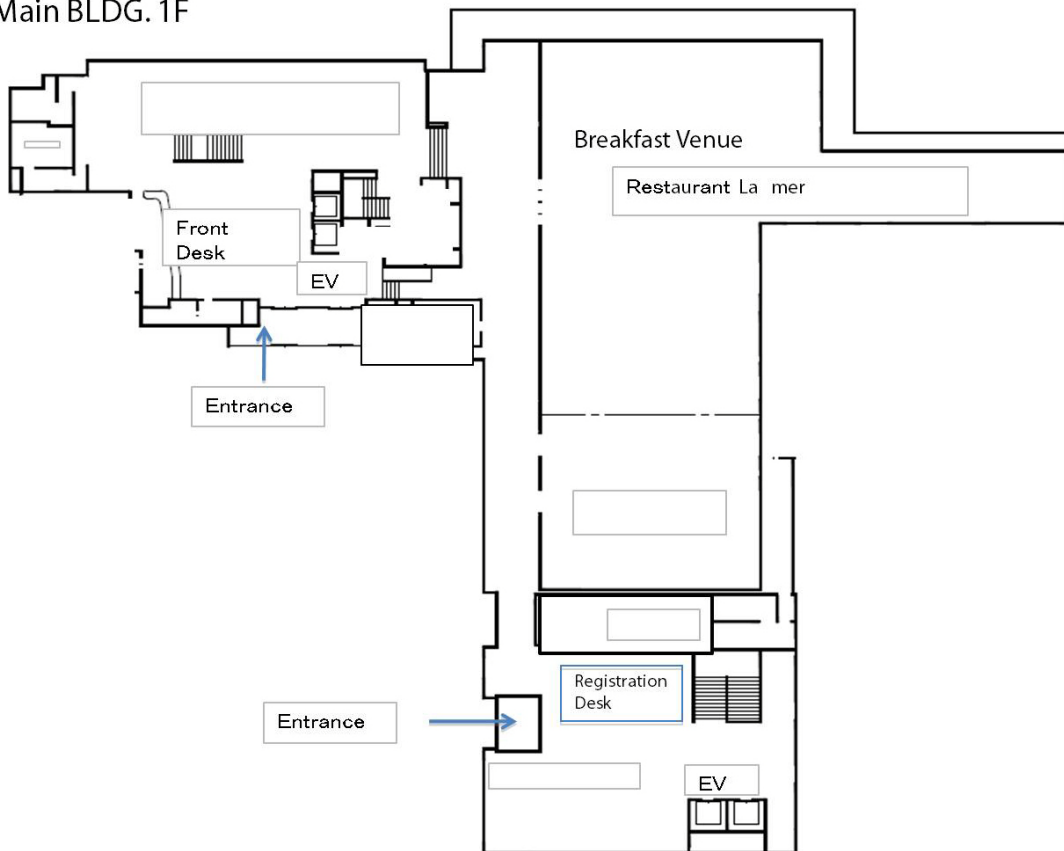 Main BLDG. 1F
Breakfast Venue
Restaurant La mer
Front
Desk
EV
Entrance
Registration
Desk
Entrance
EV